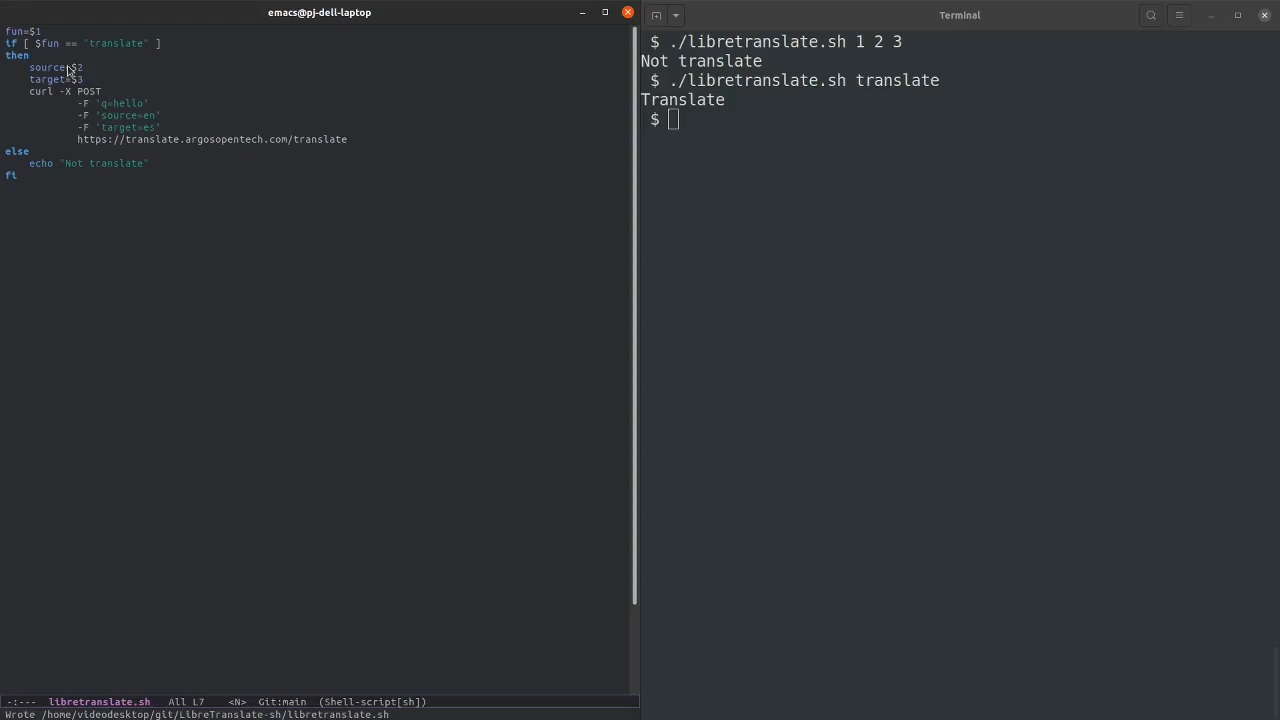 emacs@pj-dell-laptop
fun=$1
if [ $fun == "translate" ]
then
    source=$2
    target=$3
    curl -X POST
            -F 'q=hello'
            -F 'source=en'
            -F 'target=es'
            https://translate.argosopentech.com/translate
else
    echo "Not translate"
fi
-:---  libretranslate.sh   All L7    <N>  Git:main  (Shell-script[sh])
Wrote /home/videodesktop/git/LibreTranslate-sh/libretranslate.sh
Terminal
$ ./libretranslate.sh 1 2 3
Not translate
$ ./libretranslate.sh translate
Translate
$